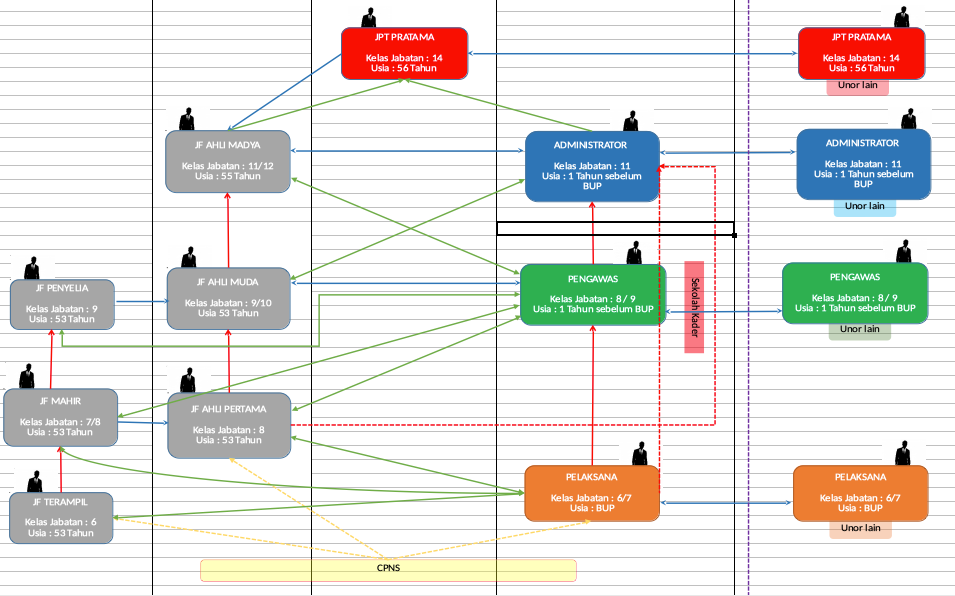 JPT PRATAMA
Kelas Jabatan : 14
Usia : 56 Tahun
JPT PRATAMA
Kelas Jabatan : 14
Usia : 56 Tahun
Unor lain
JF AHLI MADYA
Kelas Jabatan : 11/12
Usia : 55 Tahun
ADMINISTRATOR
Kelas Jabatan : 11
Usia : 1 Tahun sebelum
BUP
ADMINISTRATOR
Kelas Jabatan : 11
Usia : 1 Tahun sebelum
BUP
Unor lain
JF PENYELIA
Kelas Jabatan : 9
Usia : 53 Tahun
JF AHLI MUDA
Kelas Jabatan : 9/10
Usia 53 Tahun
PENGAWAS
Kelas Jabatan : 8 / 9
Usia : 1 Tahun sebelum BUP
Sekolah Kader
PENGAWAS
Kelas Jabatan : 8 / 9
Usia : 1 Tahun sebelum BUP
Unor lain
JF MAHIR
Kelas Jabatan : 7/8
Usia : 53 Tahun
JF AHLI PERTAMA
Kelas Jabatan : 8
Usia : 53 Tahun
JF TERAMPIL
Kelas Jabatan : 6
Usia : 53 Tahun
PELAKSANA
Kelas Jabatan : 6/7
Usia : BUP
PELAKSANA
Kelas Jabatan : 6/7
Usia : BUP
Unor lain
CPNS